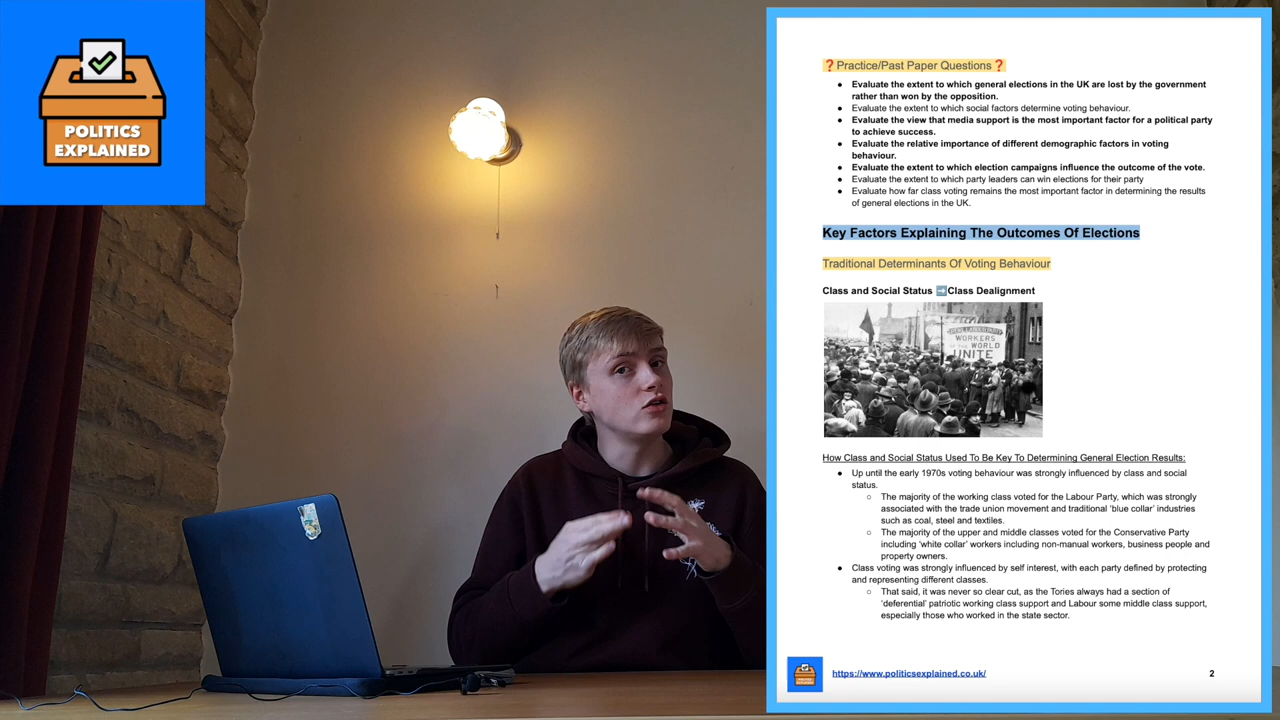 POLITICS
EXPLAINED
❓Practice/Past Paper Questions❓
● Evaluate the extent to which general elections in the UK are lost by the government
rather than won by the opposition.
● Evaluate the extent to which social factors determine voting behaviour.
● Evaluate the view that media support is the most important factor for a political party
to achieve success.
● Evaluate the relative importance of different demographic factors in voting
behaviour.
● Evaluate the extent to which election campaigns influence the outcome of the vote.
● Evaluate the extent to which party leaders can win elections for their party
● Evaluate how far class voting remains the most important factor in determining the results
of general elections in the UK.
Key Factors Explaining The Outcomes Of Elections
Traditional Determinants Of Voting Behaviour
Class and Social Status ➡️Class Dealignment
WORKERS
OF THE WORLD
UNITE
How Class and Social Status Used To Be Key To Determining General Election Results:
● Up until the early 1970s voting behaviour was strongly influenced by class and social
status.
○ The majority of the working class voted for the Labour Party, which was strongly
associated with the trade union movement and traditional ‘blue collar’ industries
such as coal, steel and textiles.
○ The majority of the upper and middle classes voted for the Conservative Party
including ‘white collar’ workers including non-manual workers, business people and
property owners.
● Class voting was strongly influenced by self interest, with each party defined by protecting
and representing different classes.
○ That said, it was never so clear cut, as the Tories always had a section of
‘deferential’ patriotic working class support and Labour some middle class support,
especially those who worked in the state sector.
https://www.politicsexplained.co.uk/
2